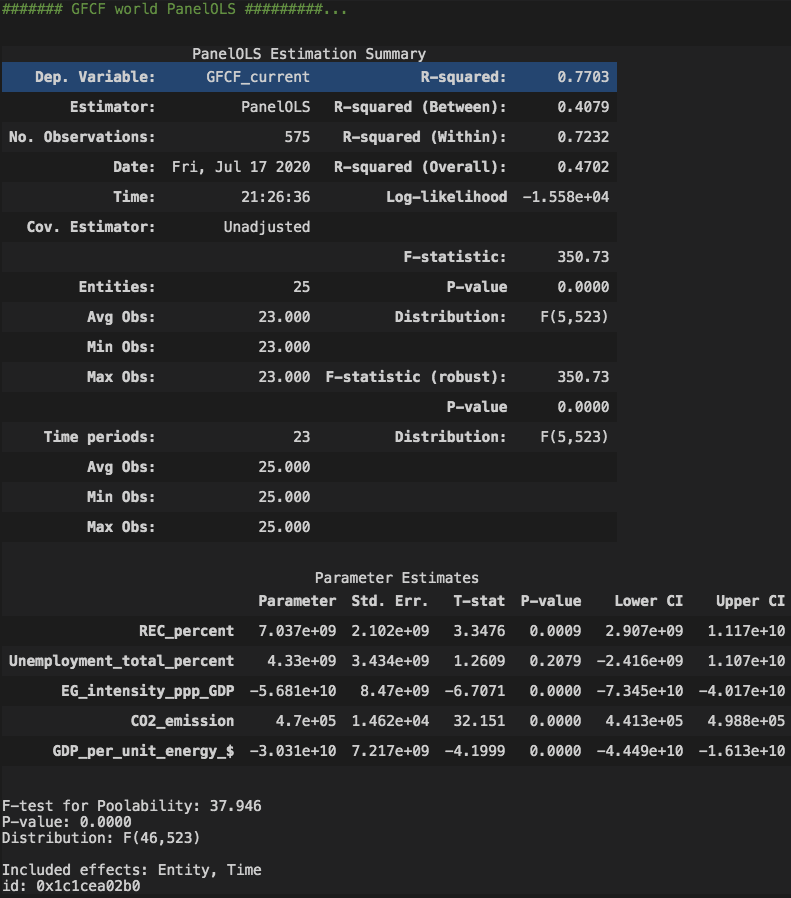 ####### GFCF world PanelOLS #########...
PanelOLS Estimation Summary
Dep. Variable: GFCF_current R-squared: 0.7703
Estimator: PanelOLS R-squared (Between): 0.4079
No. Observations: 575 R-squared (Within): 0.7232
Date: Fri, Jul 17 2020 R-squared (Overall): 0.4702
Time: 21:26:36 Log-likelihood -1.558e+04
Cov. Estimator: Unadjusted
F-statistic: 350.73
Entities: 25 P-value 0.0000
Avg Obs: 23.000 Distribution: F(5,523)
Min Obs: 23.000
Max Obs: 23.000 F-statistic (robust): 350.73
P-value 0.0000
Time periods: 23 Distribution: F(5,523)
Avg Obs: 25.000
Min Obs: 25.000
Max Obs: 25.000
Parameter Estimates
Parameter Std. Err. T-stat P-value Lower CI Upper CI
REC_percent 7.037e+09 2.102e+09 3.3476 0.0009 2.907e+09 1.117e+10
Unemployment_total_percent 4.33e+09 3.434e+09 1.2609 0.2079 -2.416e+09 1.107e+10
EG_intensity_ppp_GDP -5.681e+10 8.47e+09 -6.7071 0.0000 -7.345e+10 -4.017e+10
CO2_emission 4.7e+05 1.462e+04 32.151 0.0000 4.413e+05 4.988e+05
GDP_per_unit_energy_$ -3.031e+10 7.217e+09 -4.1999 0.0000 -4.449e+10 -1.613e+10
F-test for Poolability: 37.946
P-value: 0.0000
Distribution: F(46,523)
Included effects: Entity, Time
id: 0x1c1cea02b0